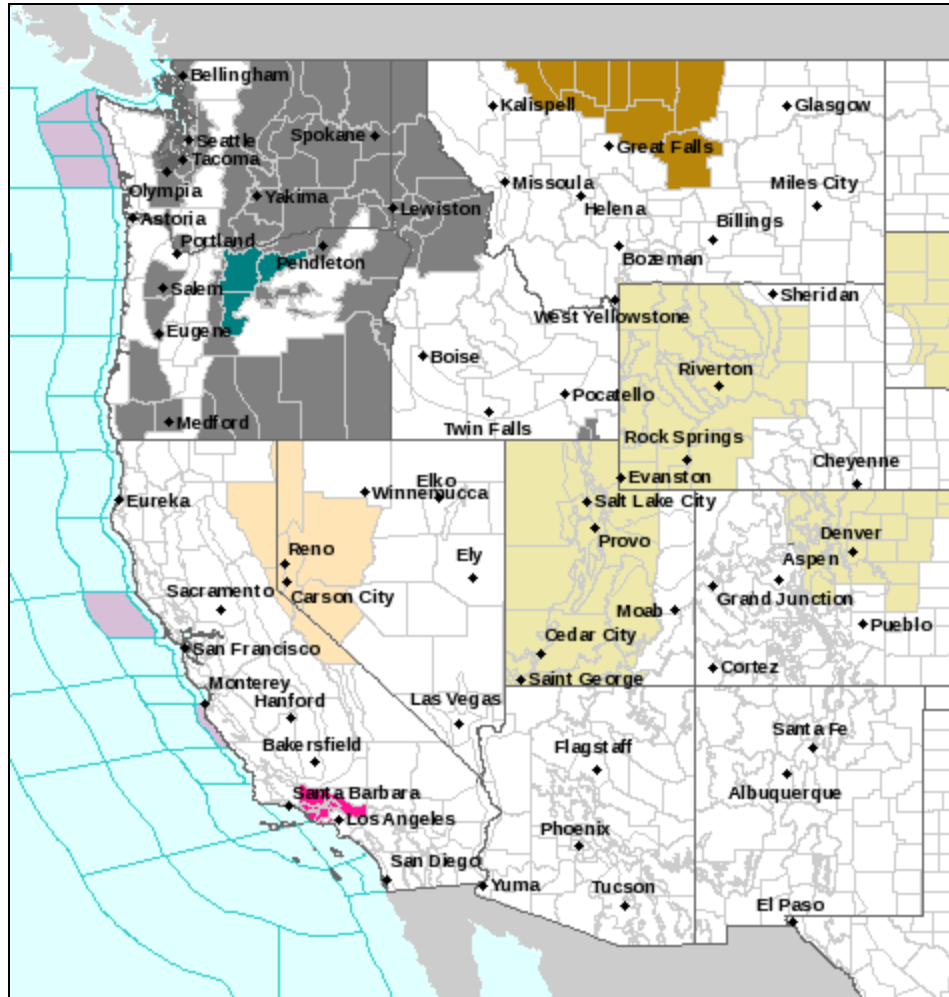 Bellingham
Kalispell
Glasgow
Seattle
Spokane
Great Falls
Tacoma
Olympia
Yakima
Missoula
Miles City
Astoria
Lewiston
Helena
Billings
Portland
Pendleton
Bozeman
Salem
Sheridan
West Yellowstone
Eugene
Boise
Riverton
Pocatello
Medford
Twin Falls
Rock Springs
Cheyenne
Evanston
Elko
Winnemucca
Eureka
Salt Lake City
Provo
Denver
Reno
Ely
Aspen
Sacramento
Carson City
Grand Junction
Moab
Pueblo
Cedar City
San Francisco
Cortez
Saint George
Monterey
Hanford
Las Vegas
Santa Fe
Bakersfield
Flagstaff
Santa Barbara
Albuquerque
Los Angeles
Phoenix
San Diego
Yuma
Tucson
El Paso